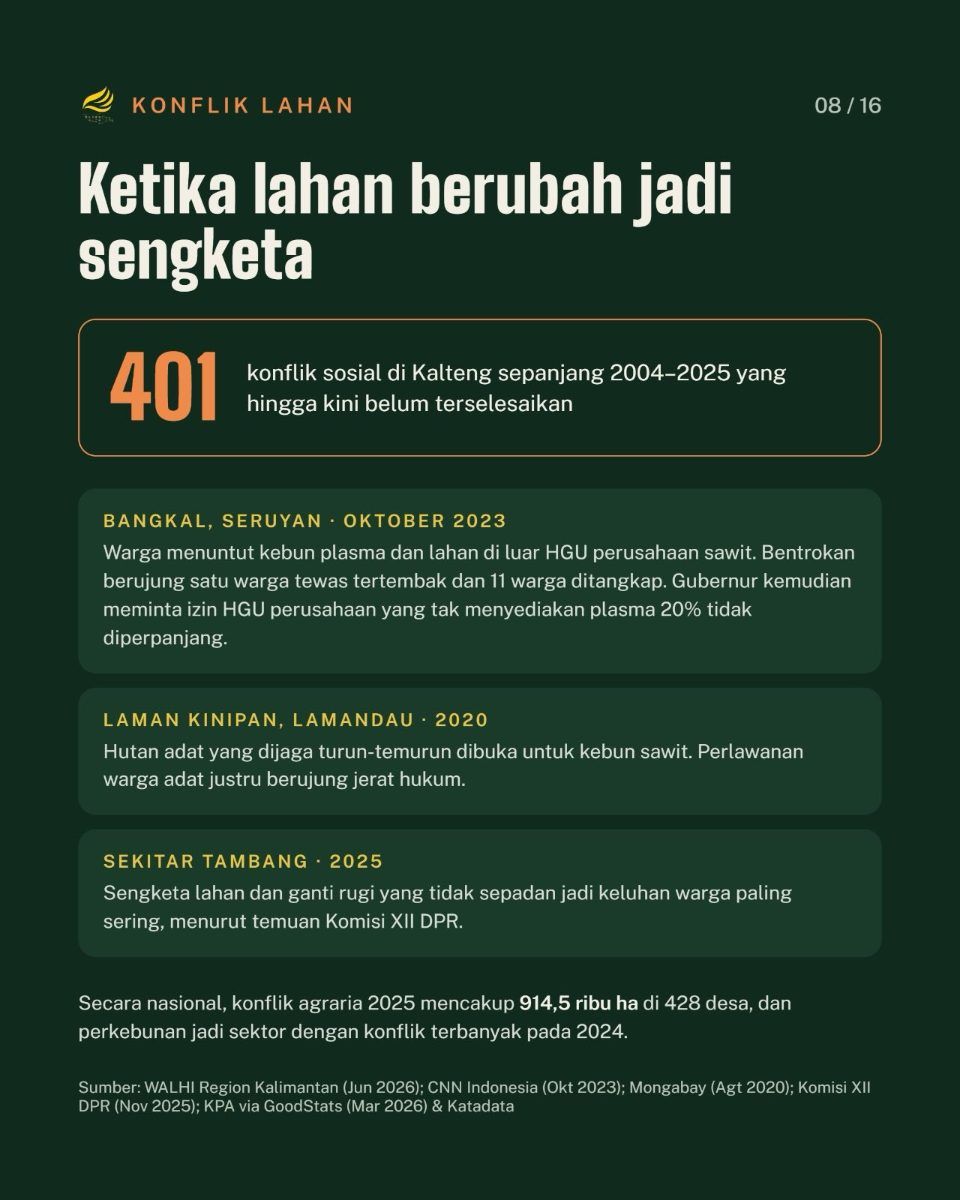 KONFLIK LAHAN
08 / 16
Ketika lahan berubah jadi
sengketa
401
konflik sosial di Kalteng sepanjang 2004–2025 yang
hingga kini belum terselesaikan
BANGKAL, SERUYAN · OKTOBER 2023
Warga menuntut kebun plasma dan lahan di luar HGU perusahaan sawit. Bentrokan
berujung satu warga tewas tertembak dan 11 warga ditangkap. Gubernur kemudian
meminta izin HGU perusahaan yang tak menyediakan plasma 20% tidak
diperpanjang.
LAMAN KINIPAN, LAMANDAU · 2020
Hutan adat yang dijaga turun-temurun dibuka untuk kebun sawit. Perlawanan
warga adat justru berujung jerat hukum.
SEKITAR TAMBANG · 2025
Sengketa lahan dan ganti rugi yang tidak sepadan jadi keluhan warga paling
sering, menurut temuan Komisi XII DPR.
Secara nasional, konflik agraria 2025 mencakup 914,5 ribu ha di 428 desa, dan
perkebunan jadi sektor dengan konflik terbanyak pada 2024.
Sumber: WALHI Region Kalimantan (Jun 2026); CNN Indonesia (Okt 2023); Mongabay (Agt 2020); Komisi XII
DPR (Nov 2025); KPA via GoodStats (Mar 2026) & Katadata